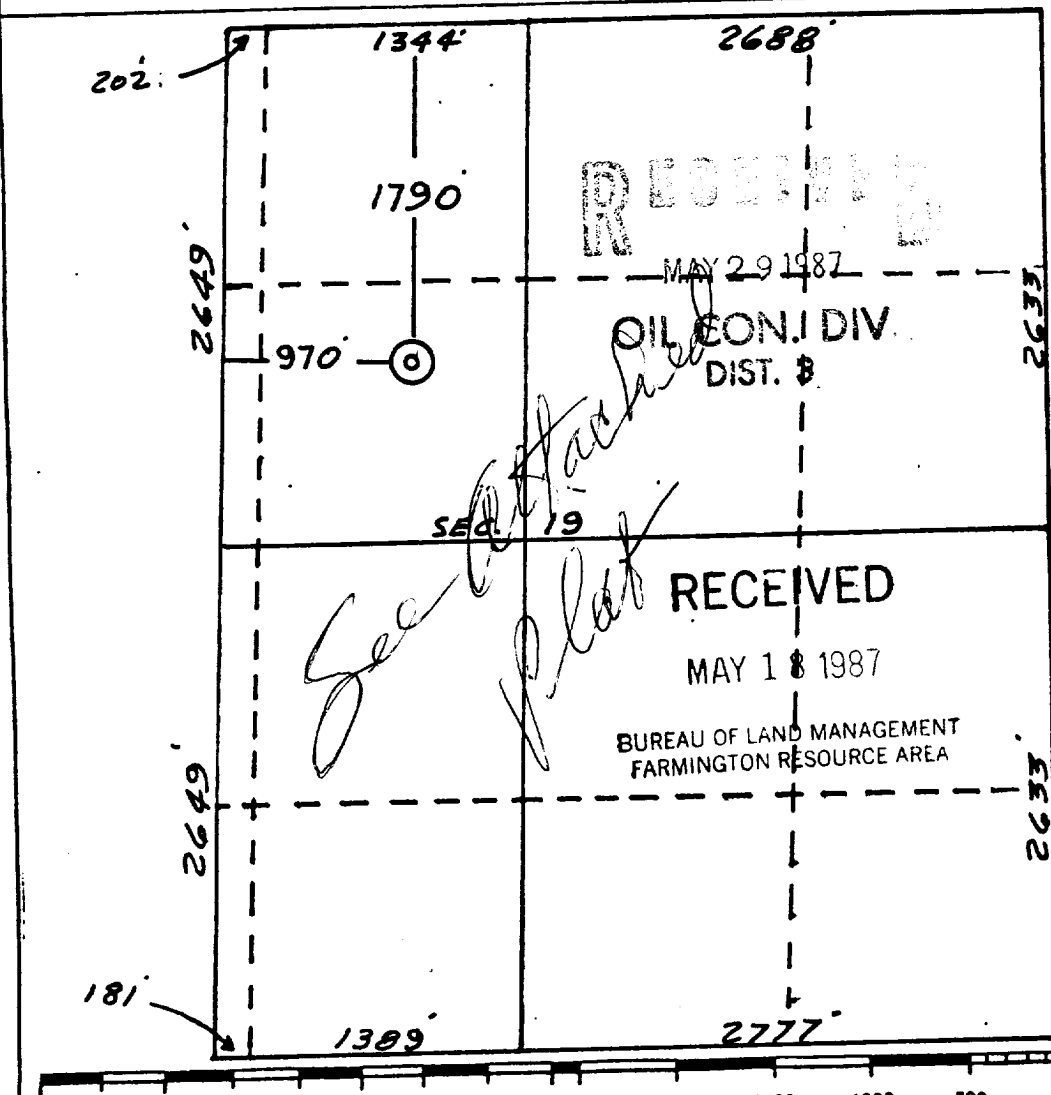 1344' 2688'
202'
1790'
RECEIVED
MAY 29 1987
2649' 2633'
OIL CON. DIV.
970' DIST.
See Attached
Plat
SEC. 19
RECEIVED
MAY 18 1987
BUREAU OF LAND MANAGEMENT
FARMINGTON RESOURCE AREA
2649' 2633'
181'
1389' 2777'